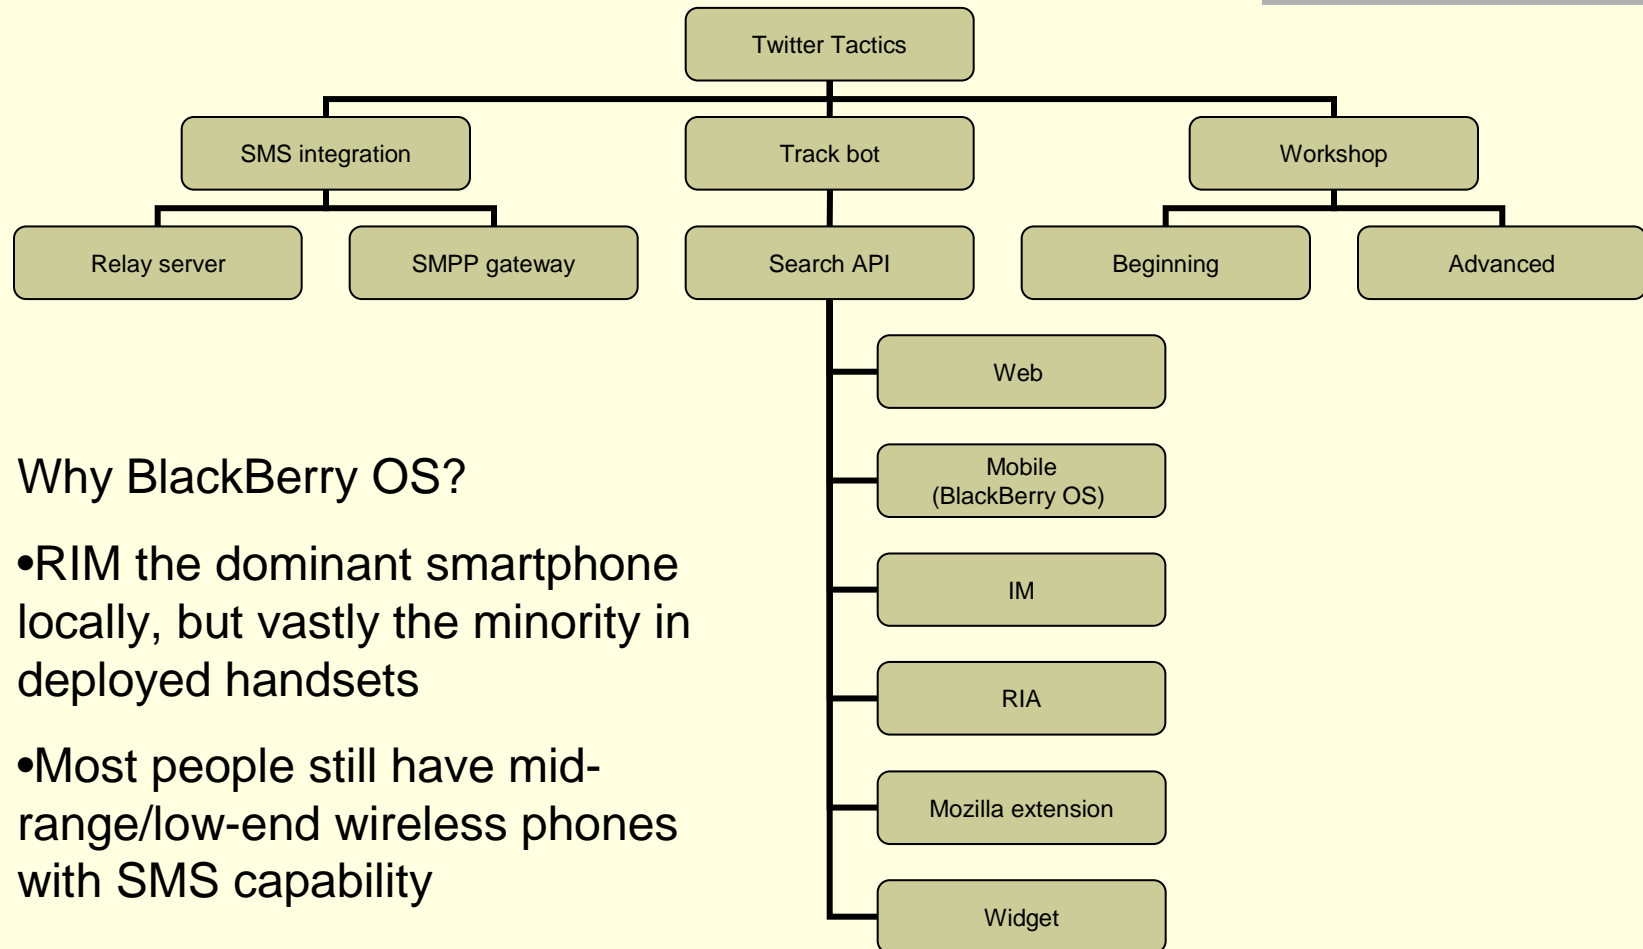 Twitter Tactics
SMS integration
Track bot
Workshop
Relay server
SMPP gateway
Search API
Beginning
Advanced
Web
Mobile
(BlackBerry OS)
IM
RIA
Mozilla extension
Widget
Why BlackBerry OS?
•RIM the dominant smartphone
locally, but vastly the minority in
deployed handsets
•Most people still have mid-
range/low-end wireless phones
with SMS capability